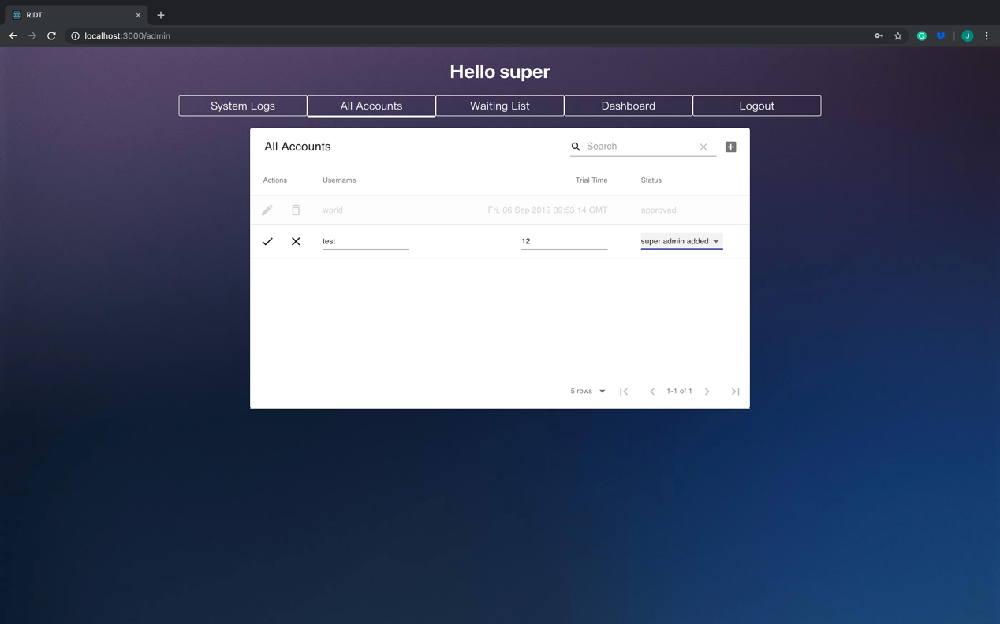 RIDT
localhost:3000/admin
J
Hello super
System Logs All Accounts Waiting List Dashboard Logout
All Accounts Search
Actions Username Trial Time Status
world Fri, 06 Sep 2019 09:53:14 GMT approved
test 12 super admin added
5 rows 1-1 of 1